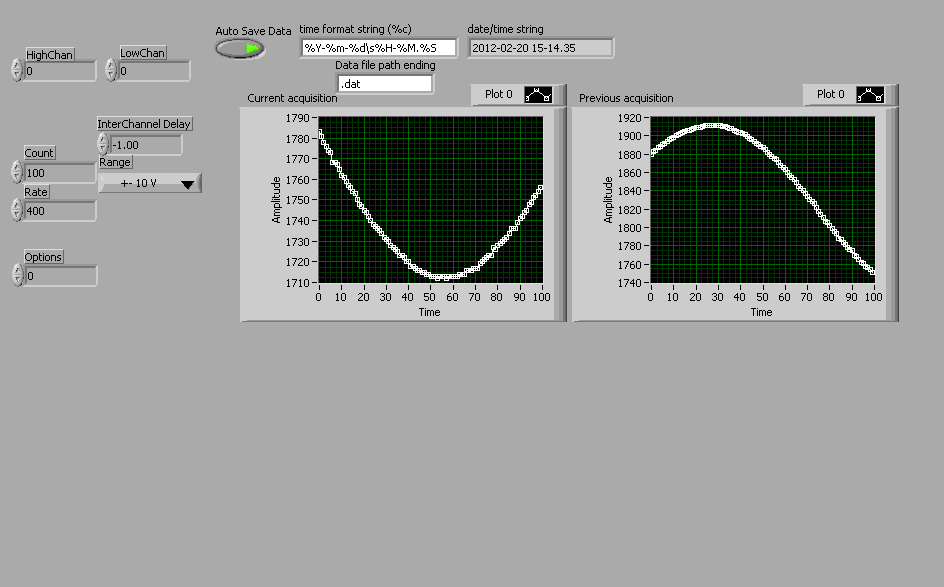 Auto Save Data
time format string (%c)
%Y-%m-%d\s%H-%M.%S
date/time string
2012-02-20 15-14.35
HighChan
0
LowChan
0
Data file path ending
.dat
InterChannel Delay
-1.00
Count
100
Range
+- 10 V
Rate
400
Options
0
Current acquisition
Plot 0
Amplitude
1790
1780
1770
1760
1750
1740
1730
1720
1710
0 10 20 30 40 50 60 70 80 90 100
Time
Previous acquisition
Plot 0
Amplitude
1920
1900
1880
1860
1840
1820
1800
1780
1760
1740
0 10 20 30 40 50 60 70 80 90 100
Time